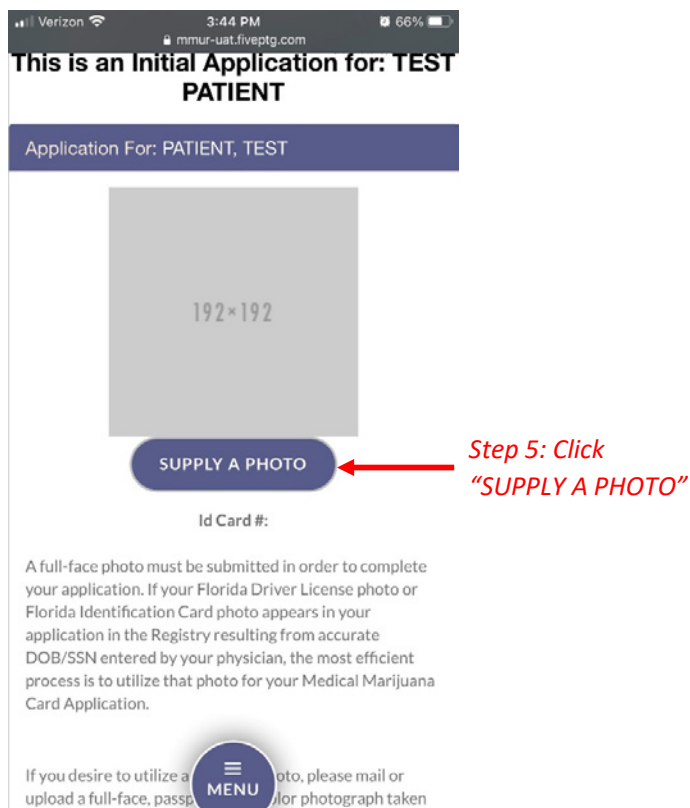 Verizon 3:44 PM 66%
mmur-uat.fiveptg.com
This is an Initial Application for: TEST
PATIENT
Application For: PATIENT, TEST
192×192
SUPPLY A PHOTO
Step 5: Click
“SUPPLY A PHOTO”
Id Card #:
A full-face photo must be submitted in order to complete
your application. If your Florida Driver License photo or
Florida Identification Card photo appears in your
application in the Registry resulting from accurate
DOB/SSN entered by your physician, the most efficient
process is to utilize that photo for your Medical Marijuana
Card Application.
If you desire to utilize a oto, please mail or
MENU
upload a full-face, passp lor photograph taken